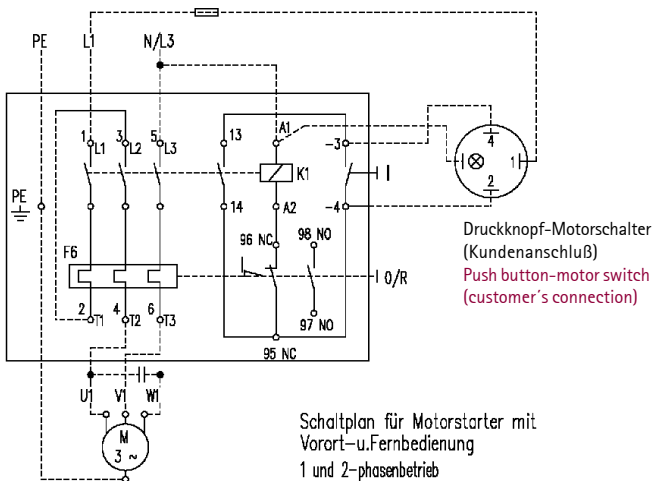 PE L1 N/L3
1 L1 3 L2 5 L3 13 A1 -3
4
1
2
K1 I
PE
14 A2 -4
96 NC 98 NO
F6
O/R
2 T1 4 T2 6 T3
97 NO
95 NC
U1 V1 W1
M
3 ~
Druckknopf-Motorschalter
(Kundenanschluß)
Push button-motor switch
(customer´s connection)
Schaltplan für Motorstarter mit
Vorort-u.Fernbedienung
1 und 2-phasenbetrieb